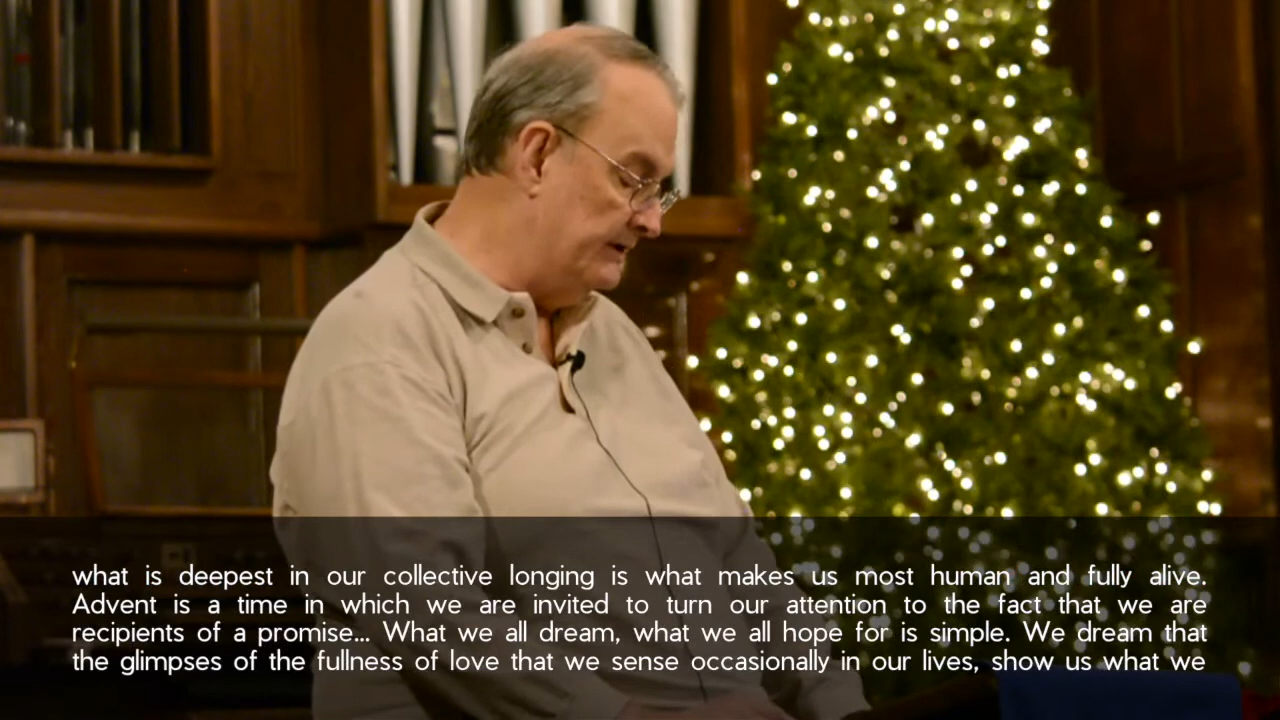 what is deepest in our collective longing is what makes us most human and fully alive.
Advent is a time in which we are invited to turn our attention to the fact that we are
recipients of a promise... What we all dream, what we all hope for is simple. We dream that
the glimpses of the fullness of love that we sense occasionally in our lives, show us what we